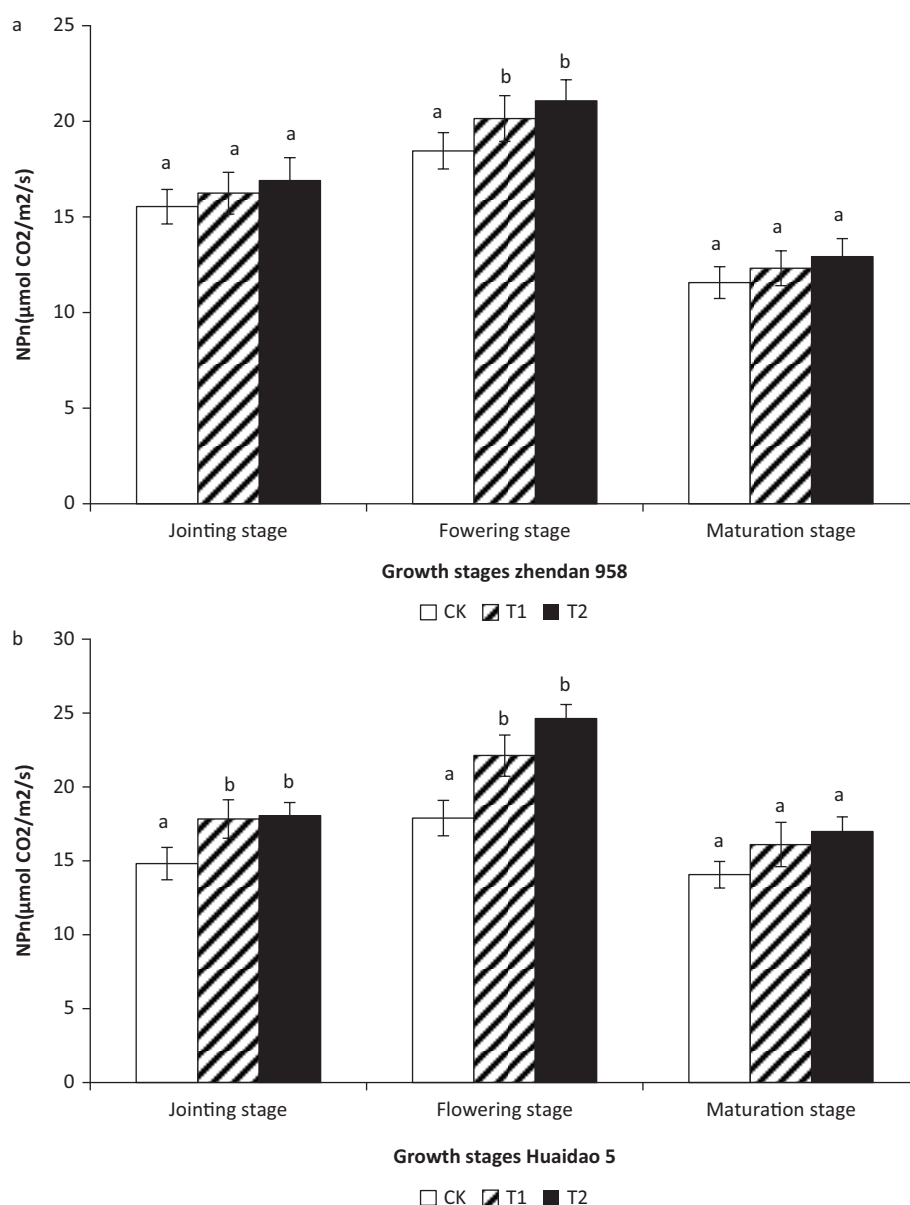 a
25
20
15
10
5
0
NPn(μmol CO2/m2/s)
a a a
a b b
a a a
Jointing stage Fowering stage Maturation stage
Growth stages zhendan 958
CK T1 T2
b
30
25
20
15
10
5
0
NPn(μmol CO2/m2/s)
a b b
a b b
a a a
Jointing stage Flowering stage Maturation stage
Growth stages Huaidao 5
CK T1 T2